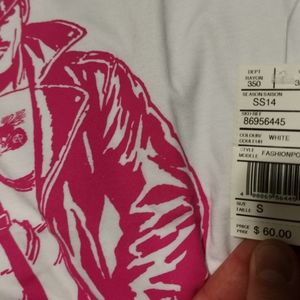 DEPT
RAYON
350
SEASON/SAISON
SS14
SKU/REF
86956445
COLOUR/
COULEUR
WHITE
STYLE
MODELE
FASHIONPO
SIZE
TAILLE
S
PRICE
PRIX
$ 60.00